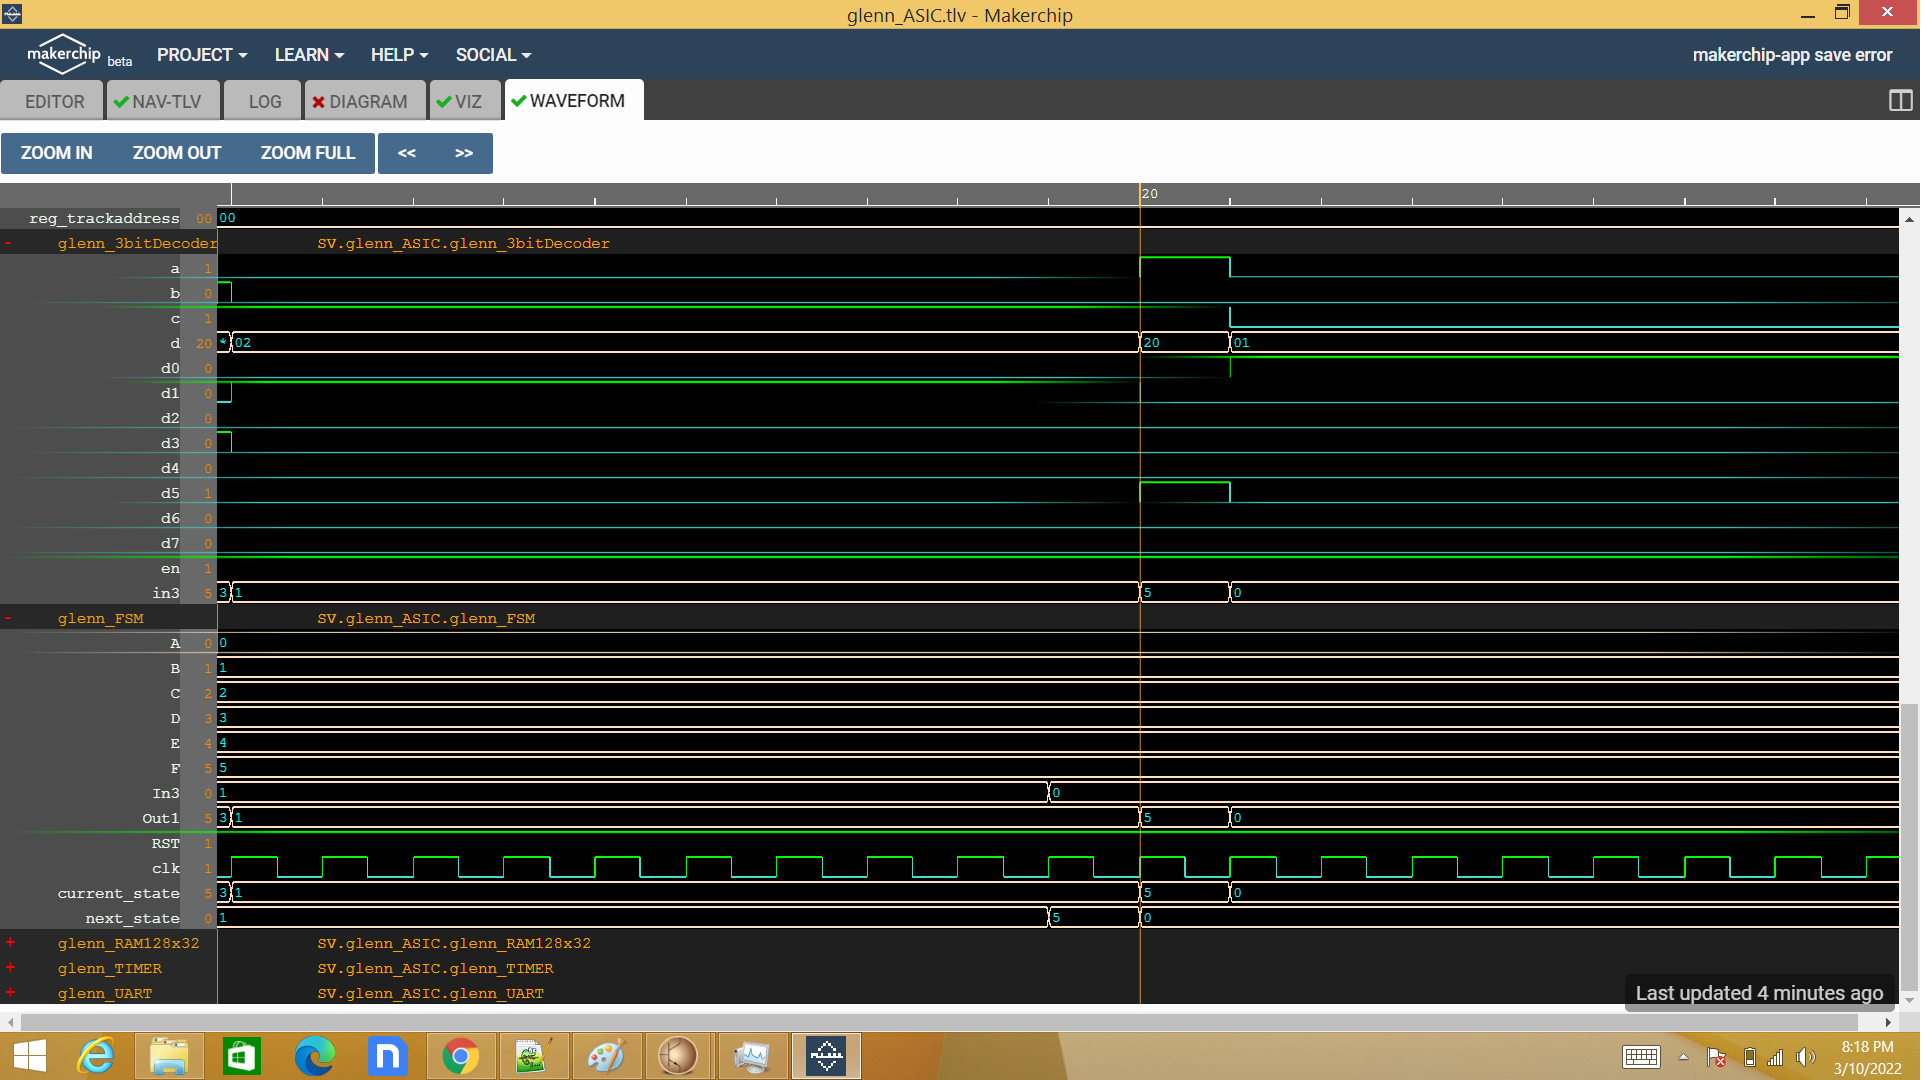 glenn_ASIC.tlv - Makerchip
makerchip beta PROJECT LEARN HELP SOCIAL makerchip-app save error
EDITOR NAV-TLV LOG DIAGRAM VIZ WAVEFORM
ZOOM IN ZOOM OUT ZOOM FULL << >>
20
reg_trackaddress 00 00
- glenn_3bitDecoder SV.glenn_ASIC.glenn_3bitDecoder
a 1
b 0
c 1
d 20 * 02 20 01
d0 0
d1 0
d2 0
d3 0
d4 0
d5 1
d6 0
d7 0
en 1
in3 5 3 1 5 0
- glenn_FSM SV.glenn_ASIC.glenn_FSM
A 0 0
B 1 1
C 2 2
D 3 3
E 4 4
F 5 5
In3 0 1 0
Out1 5 3 1 5 0
RST 1
clk 1
current_state 5 3 1 5 0
next_state 0 1 5 0
+ glenn_RAM128x32 SV.glenn_ASIC.glenn_RAM128x32
+ glenn_TIMER SV.glenn_ASIC.glenn_TIMER
+ glenn_UART SV.glenn_ASIC.glenn_UART
Last updated 4 minutes ago
8:18 PM
3/10/2022